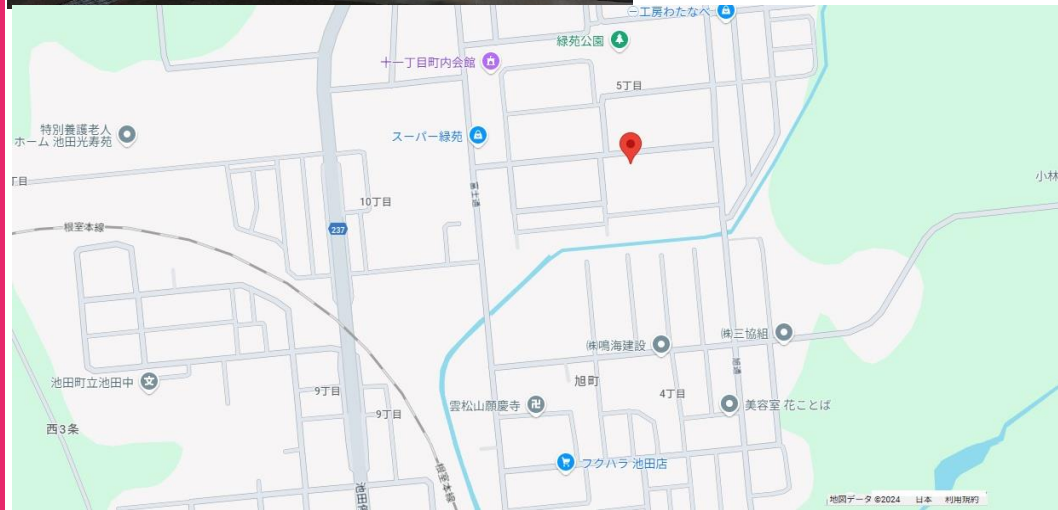 工房わたなべ
緑苑公園
十一丁目町内会館
5丁目
特別養護老人
ホーム 池田光寿苑
スーパー緑苑
丁目
小林
10丁目
富士通
根室本線
237
㈱鳴海建設
㈱三協組
旭通
池田町立池田中
旭町
9丁目
4丁目
雲松山願慶寺
9丁目
美容室 花ことば
西3条
フクハラ 池田店
根室本線
地図データ ©2024 日本 利用規約